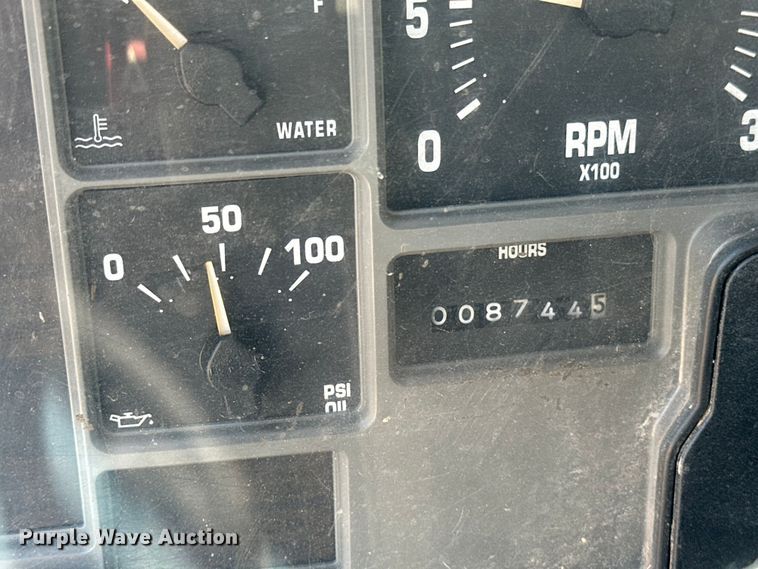 F
WATER
5
0
RPM
X100
3
0
50
100
PSI
OIL
HOURS
0087445
Purple Wave Auction